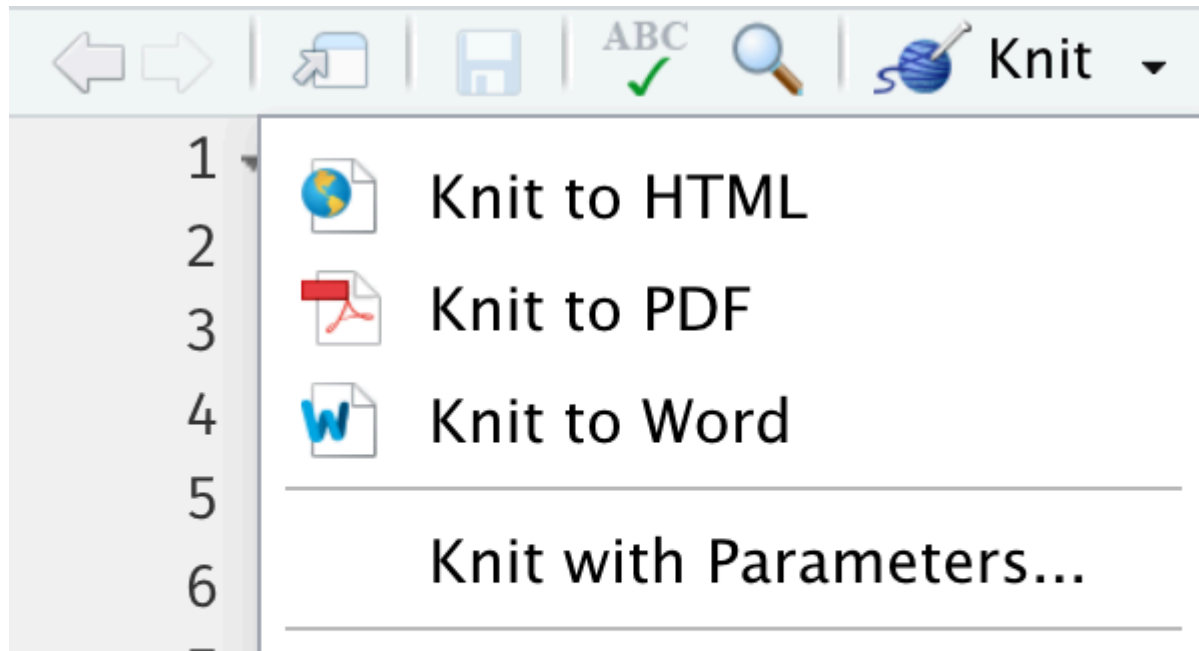 ABC Knit
1
Knit to HTML
2
Knit to PDF
3
4
Knit to Word
5
Knit with Parameters...
6